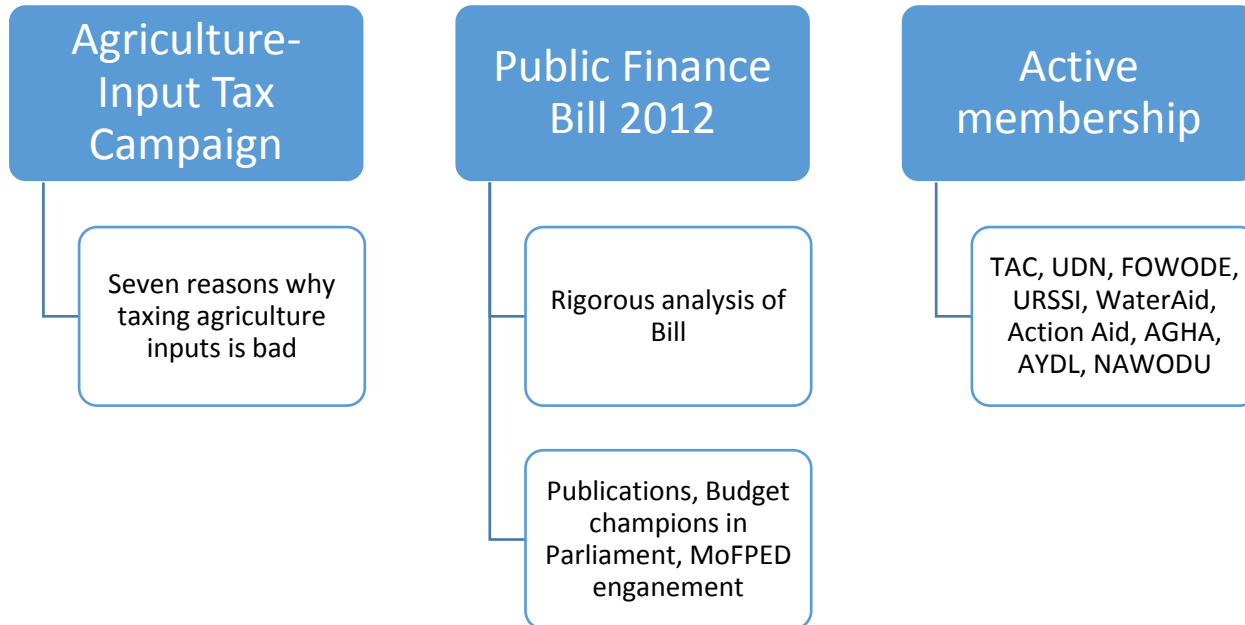 Agriculture-
Input Tax
Campaign
Seven reasons why
taxing agriculture
inputs is bad
Public Finance
Bill 2012
Rigorous analysis of
Bill
Publications, Budget
champions in
Parliament, MoFPED
enganement
Active
membership
TAC, UDN, FOWODE,
URSSI, WaterAid,
Action Aid, AGHA,
AYDL, NAWODU